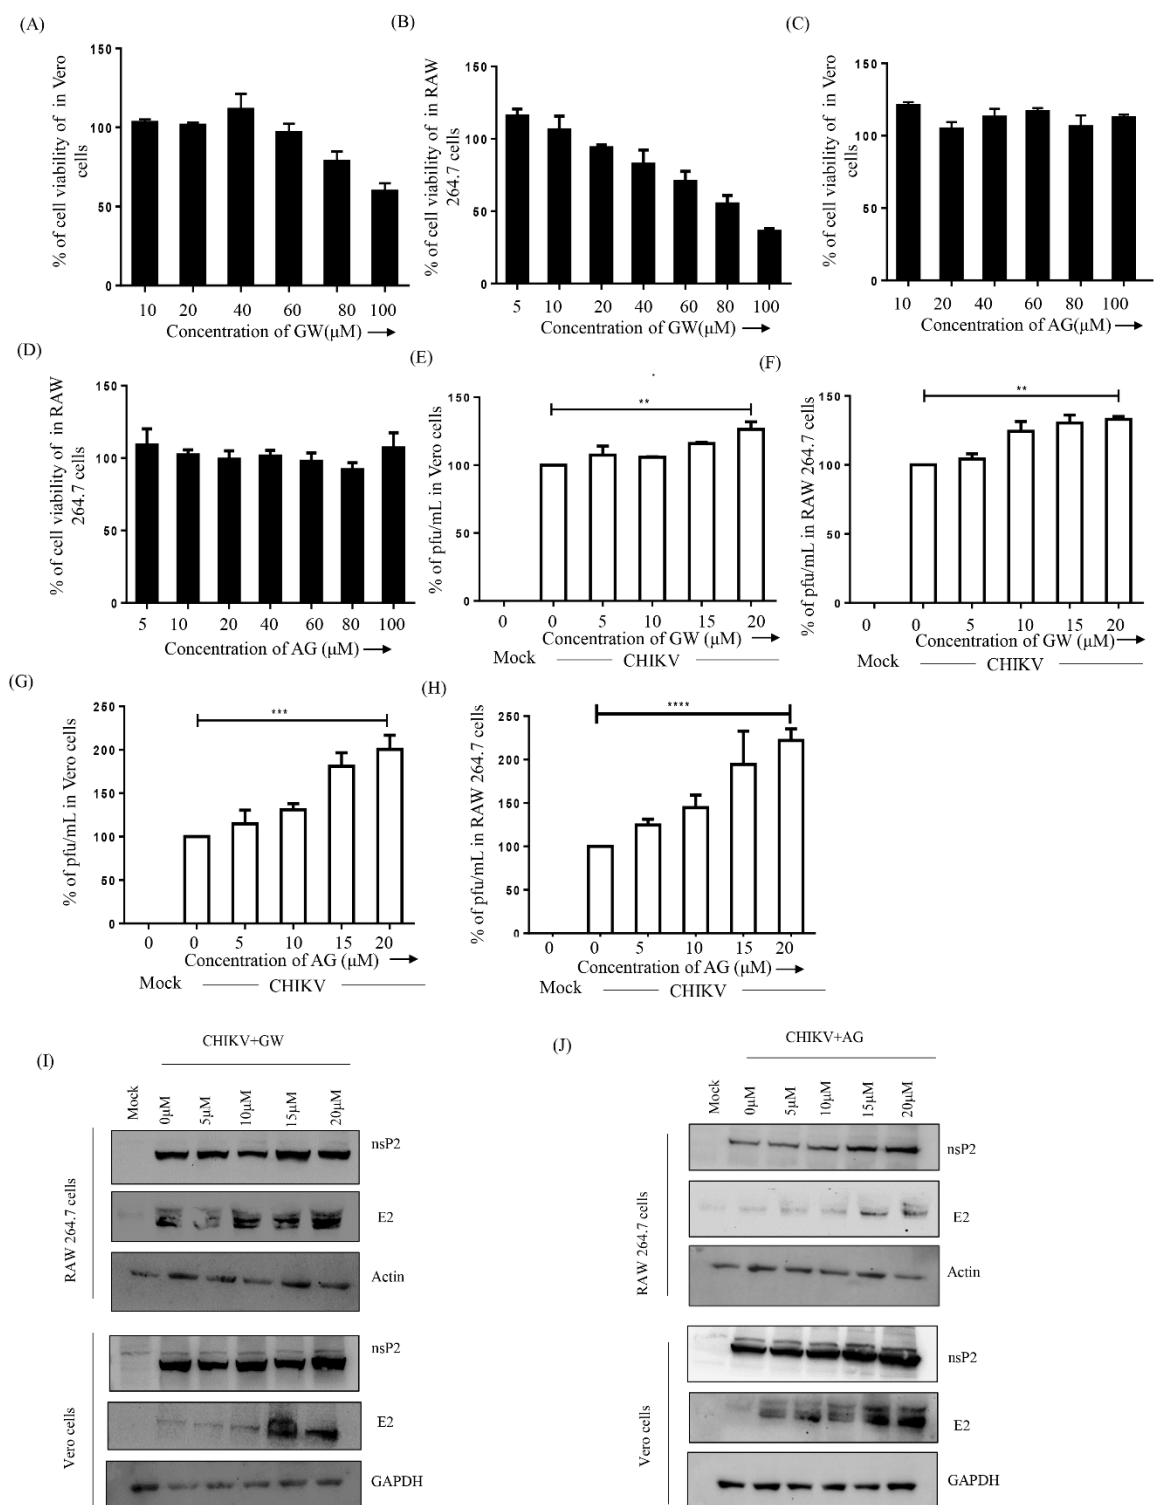 (A)
% of cell viability of  in Vero
cells
150
100
50
0
10 20 40 60 80 100
Concentration of GW(μM)
(B)
% of cell viability of  in RAW
264.7 cells
150
100
50
0
5 10 20 40 60 80 100
Concentration of GW(μM)
(C)
% of cell viability of  in Vero
cells
150
100
50
0
10 20 40 60 80 100
Concentration of AG(μM)
(D)
% of cell viability of  in RAW
264.7 cells
150
100
50
0
5 10 20 40 60 80 100
Concentration of AG (μM)
(E)
% of pfu/mL in Vero cells
150
100
50
0
**
0 0 5 10 15 20
Concentration of GW (μM)
Mock CHIKV
(F)
% of pfu/mL in RAW 264.7 cells
150
100
50
0
**
0 0 5 10 15 20
Concentration of GW (μM)
Mock CHIKV
(G)
% of pfu/mL in Vero cells
250
200
150
100
50
0
***
0 0 5 10 15 20
Concentration of AG (μM)
Mock CHIKV
(H)
% of pfu/mL in RAW 264.7 cells
250
200
150
100
50
0
****
0 0 5 10 15 20
Concentration of AG (μM)
Mock CHIKV
(I)
CHIKV+GW
Mock 0μM 5μM 10μM 15μM 20μM
RAW 264.7 cells
nsP2
E2
Actin
Vero cells
nsP2
E2
GAPDH
(J)
CHIKV+AG
Mock 0μM 5μM 10μM 15μM 20μM
RAW 264.7 cells
nsP2
E2
Actin
Vero cells
nsP2
E2
GAPDH